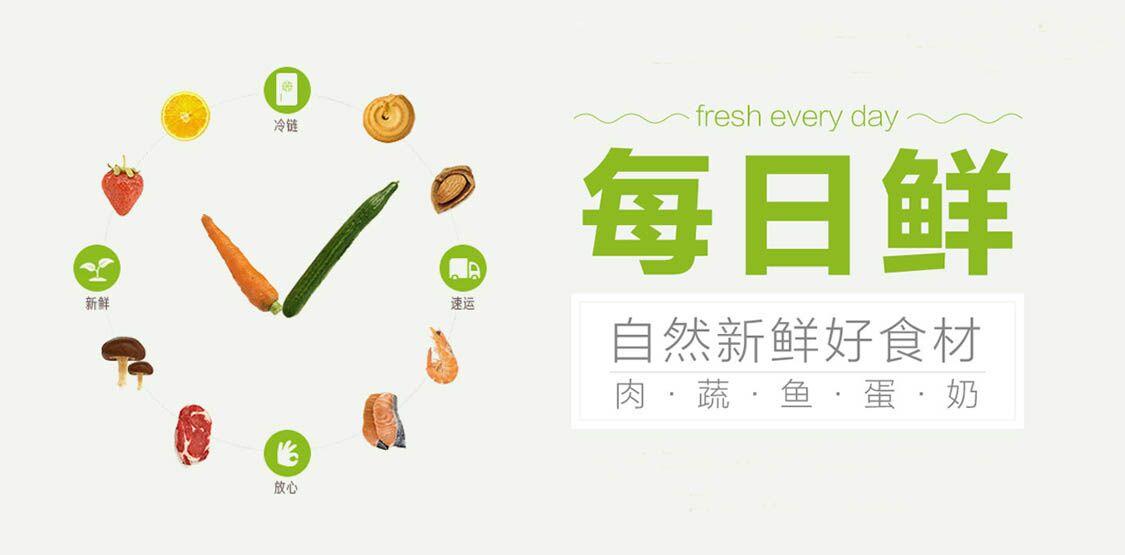 冷链
新鲜
速运
放心
fresh every day
每日鲜
自然新鲜好食材
肉·蔬·鱼·蛋·奶